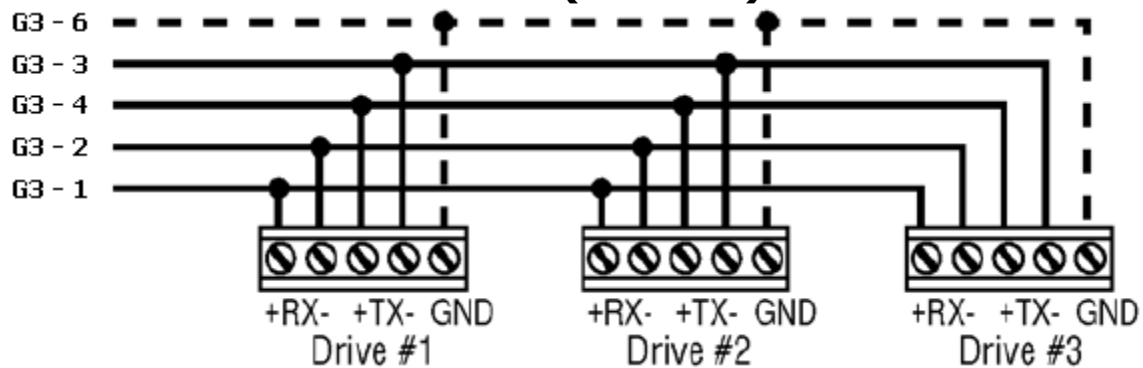 G3 - 6
G3 - 3
G3 - 4
G3 - 2
G3 - 1
+RX- +TX- GND +RX- +TX- GND +RX- +TX- GND
Drive #1 Drive #2 Drive #3